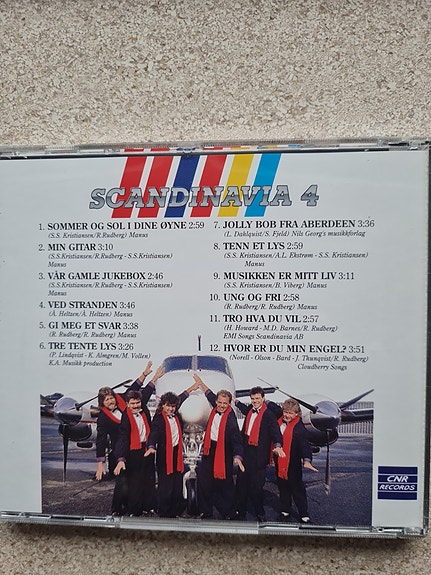 SCANDINAVIA 4
1. SOMMER OG SOL I DINE ØYNE 2:59
(S.S. Kristiansen/R.Rudberg) Manus
2. MIN GITAR 3:10
(S.S.Kristiansen/R.Rudberg - S.S.Kristiansen)
Manus
3. VÅR GAMLE JUKEBOX 2:46
(S.S.Kristiansen/R.Rudberg - S.S.Kristiansen)
Manus
4. VED STRANDEN 3:46
(Å. Heltzen/Å. Heltzen) Manus
5. GI MEG ET SVAR 3:38
(R. Rudberg/R. Rudberg) Manus
6. TRE TENTE LYS 3:26
(P. Lindqvist - K. Almgren/M. Vollen)
K.A. Musikk production
7. JOLLY BOB FRA ABERDEEN 3:36
(L. Dahlquist/S. Fjeld) Nils Georg's musikkforlag
8. TENN ET LYS 2:59
(S.S. Kristiansen/A.L. Ekstrøm - S.S. Kristiansen)
Manus
9. MUSIKKEN ER MITT LIV 3:11
(S.S. Kristiansen/B. Viberg) Manus
10. UNG OG FRI 2:58
(R. Rudberg/R. Rudberg) Manus
11. TRO HVA DU VIL 2:57
(H. Howard - M.D. Barnes/R. Rudberg)
EMI Songs Scandinavia AB
12. HVOR ER DU MIN ENGEL? 3:51
(Norell - Olson - Bard - J. Thunqvist/R. Rudberg)
Cloudberry Songs
CNR
RECORDS